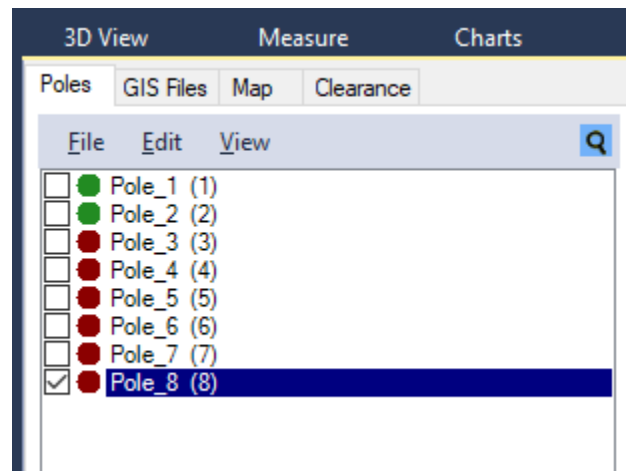 3D View Measure Charts
Poles GIS Files Map Clearance
File Edit View
Pole_1 (1)
Pole_2 (2)
Pole_3 (3)
Pole_4 (4)
Pole_5 (5)
Pole_6 (6)
Pole_7 (7)
Pole_8 (8)